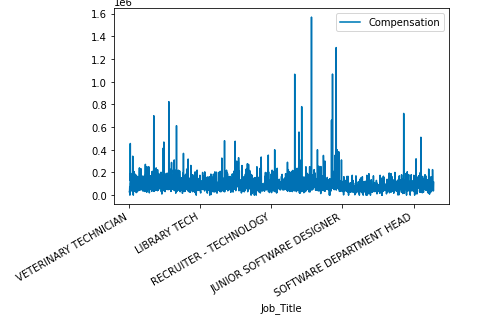 1e6
Compensation
1.6
1.4
1.2
1.0
0.8
0.6
0.4
0.2
0.0
VETERINARY TECHNICIAN
LIBRARY TECH
RECRUITER - TECHNOLOGY
JUNIOR SOFTWARE DESIGNER
SOFTWARE DEPARTMENT HEAD
Job_Title